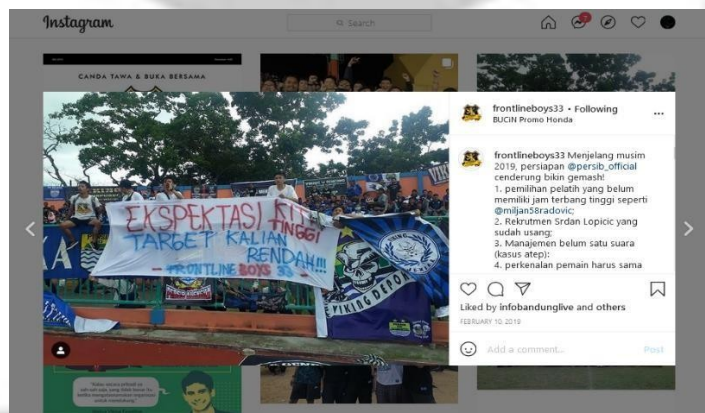 Instagram
Search
7
CANDA TAWA & BUKA BERSAMA
frontlineboys33 • Following
BUCiN Promo Honda
frontlineboys33 Menjelang musim
2019, persiapan @persib_official
cenderung bikin gemash!
1. pemilihan pelatih yang belum
memiliki jam terbang tinggi seperti
@miljan58radovic;
2. Rekrutmen Srdan Lopicic yang
sudah usang;
3. Manajemen belum satu suara
(kasus atep):
4. perkenalan pemain harus sama
EKSPEKTASI KITA
TINGGI
TARGET KALIAN
RENDAH!!!
- FRONTLINE BOYS 33 -
VIKING DEPOK
Liked by infobandunglive and others
FEBRUARY 10, 2019
Add a comment...
Post